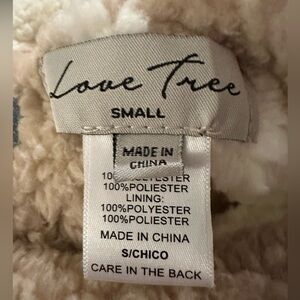 Love Tree
SMALL
MADE IN
CHINA
100%POLYESTER
100%POLIESTER
LINING:
100%POLYESTER
100%POLIESTER
MADE IN CHINA
S/CHICO
CARE IN THE BACK